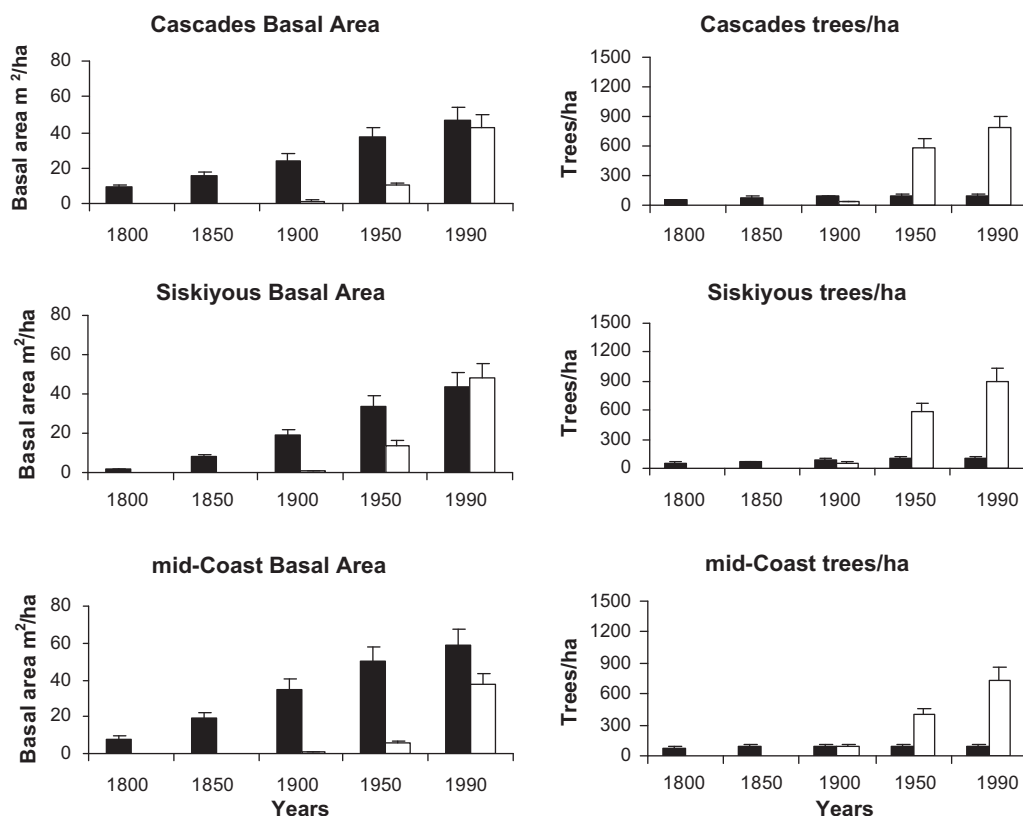 Cascades Basal Area
Basal area m²/ha
80
60
40
20
0
1800 1850 1900 1950 1990
Cascades trees/ha
Trees/ha
1500
1200
900
600
300
0
1800 1850 1900 1950 1990
Siskiyous Basal Area
Basal area m²/ha
80
60
40
20
0
1800 1850 1900 1950 1990
Siskiyous trees/ha
Trees/ha
1500
1200
900
600
300
0
1800 1850 1900 1950 1990
mid-Coast Basal Area
Basal area m²/ha
80
60
40
20
0
1800 1850 1900 1950 1990
Years
mid-Coast trees/ha
Trees/ha
1500
1200
900
600
300
0
1800 1850 1900 1950 1990
Years